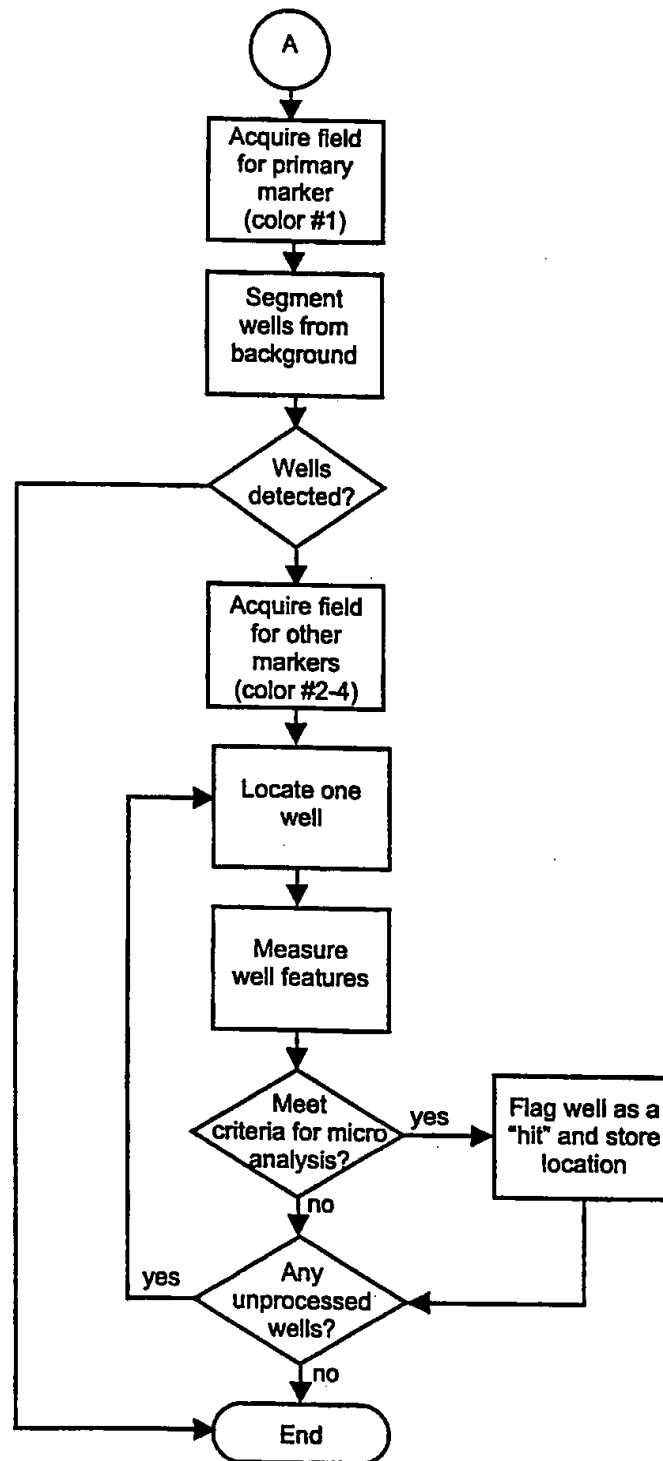 A
Acquire field
for primary
marker
(color #1)
Segment
wells from
background
Wells
detected?
Acquire field
for other
markers
(color #2-4)
Locate one
well
Measure
well features
Meet
criteria for micro
analysis?
yes
Flag well as a
"hit" and store
location
no
yes
Any
unprocessed
wells?
no
End